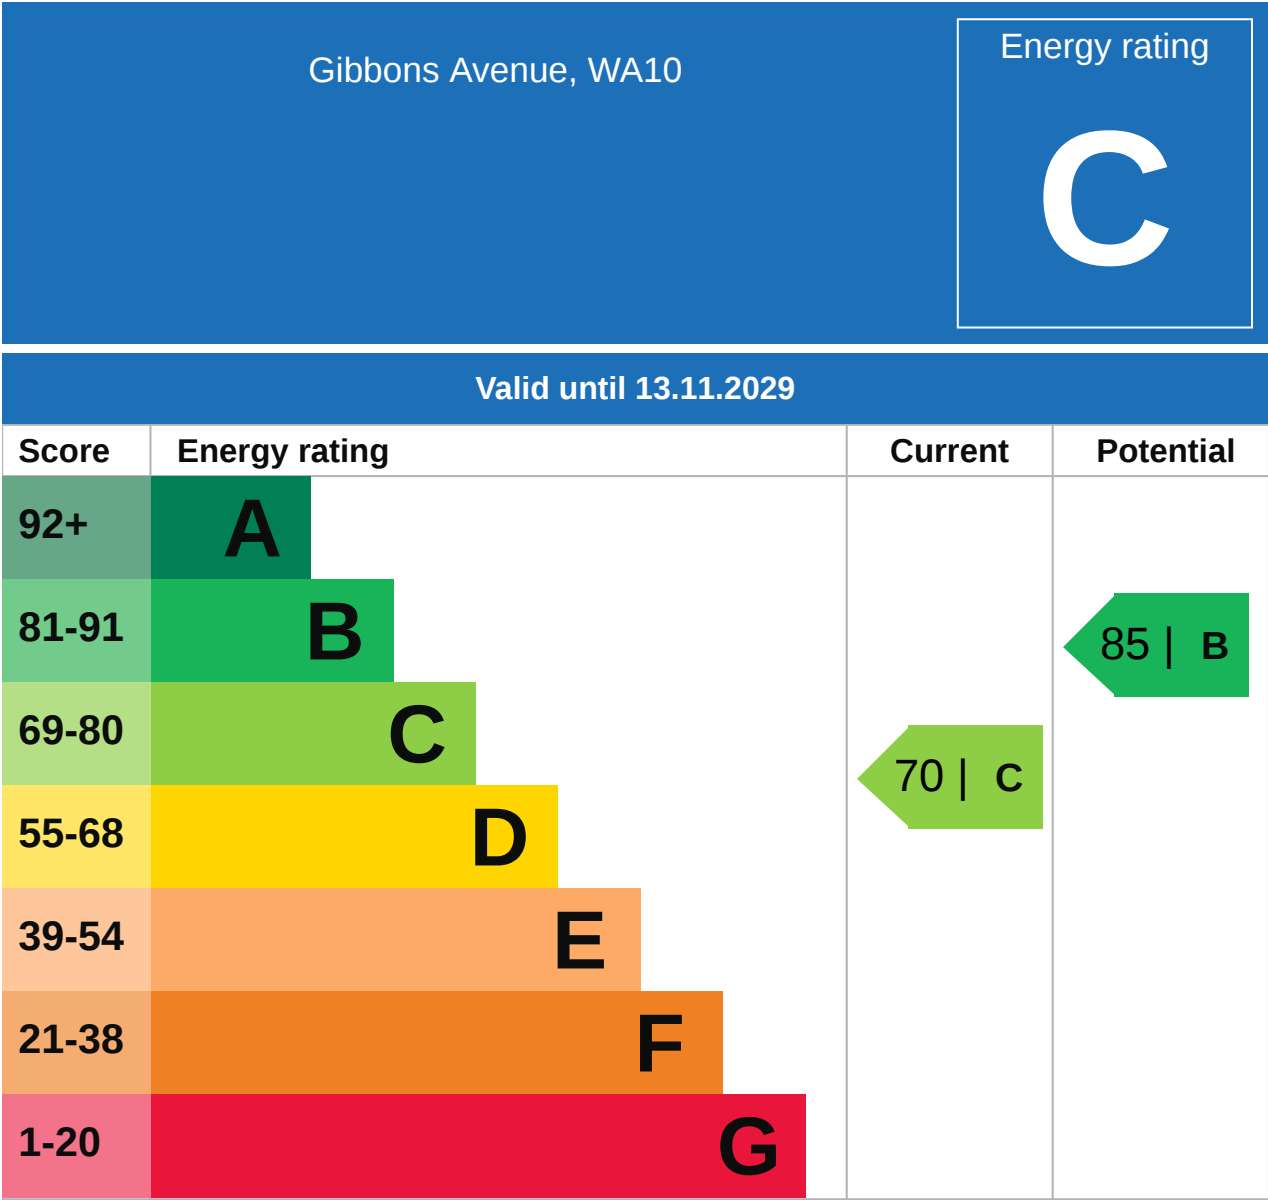 Gibbons Avenue, WA10
Energy rating
C
Valid until 13.11.2029
Score Energy rating Current Potential
92+ A
81-91 B
85 | B
69-80 C
70 | C
55-68 D
39-54 E
21-38 F
1-20 G